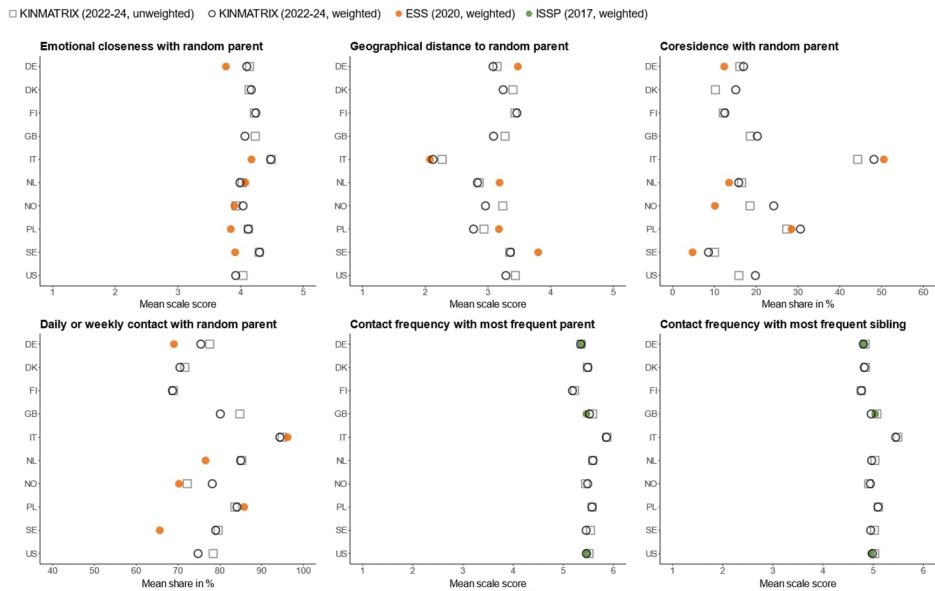 KINMATRIX (2022-24, unweighted) KINMATRIX (2022-24, weighted) ESS (2020, weighted) ISSP (2017, weighted)
Emotional closeness with random parent
DE
DK
FI
GB
IT
NL
NO
PL
SE
US
1 2 3 4 5
Mean scale score
Geographical distance to random parent
DE
DK
FI
GB
IT
NL
NO
PL
SE
US
1 2 3 4 5
Mean scale score
Coresidence with random parent
DE
DK
FI
GB
IT
NL
NO
PL
SE
US
0 10 20 30 40 50 60
Mean share in %
Daily or weekly contact with random parent
DE
DK
FI
GB
IT
NL
NO
PL
SE
US
40 50 60 70 80 90 100
Mean share in %
Contact frequency with most frequent parent
DE
DK
FI
GB
IT
NL
NO
PL
SE
US
1 2 3 4 5 6
Mean scale score
Contact frequency with most frequent sibling
DE
DK
FI
GB
IT
NL
NO
PL
SE
US
1 2 3 4 5 6
Mean scale score